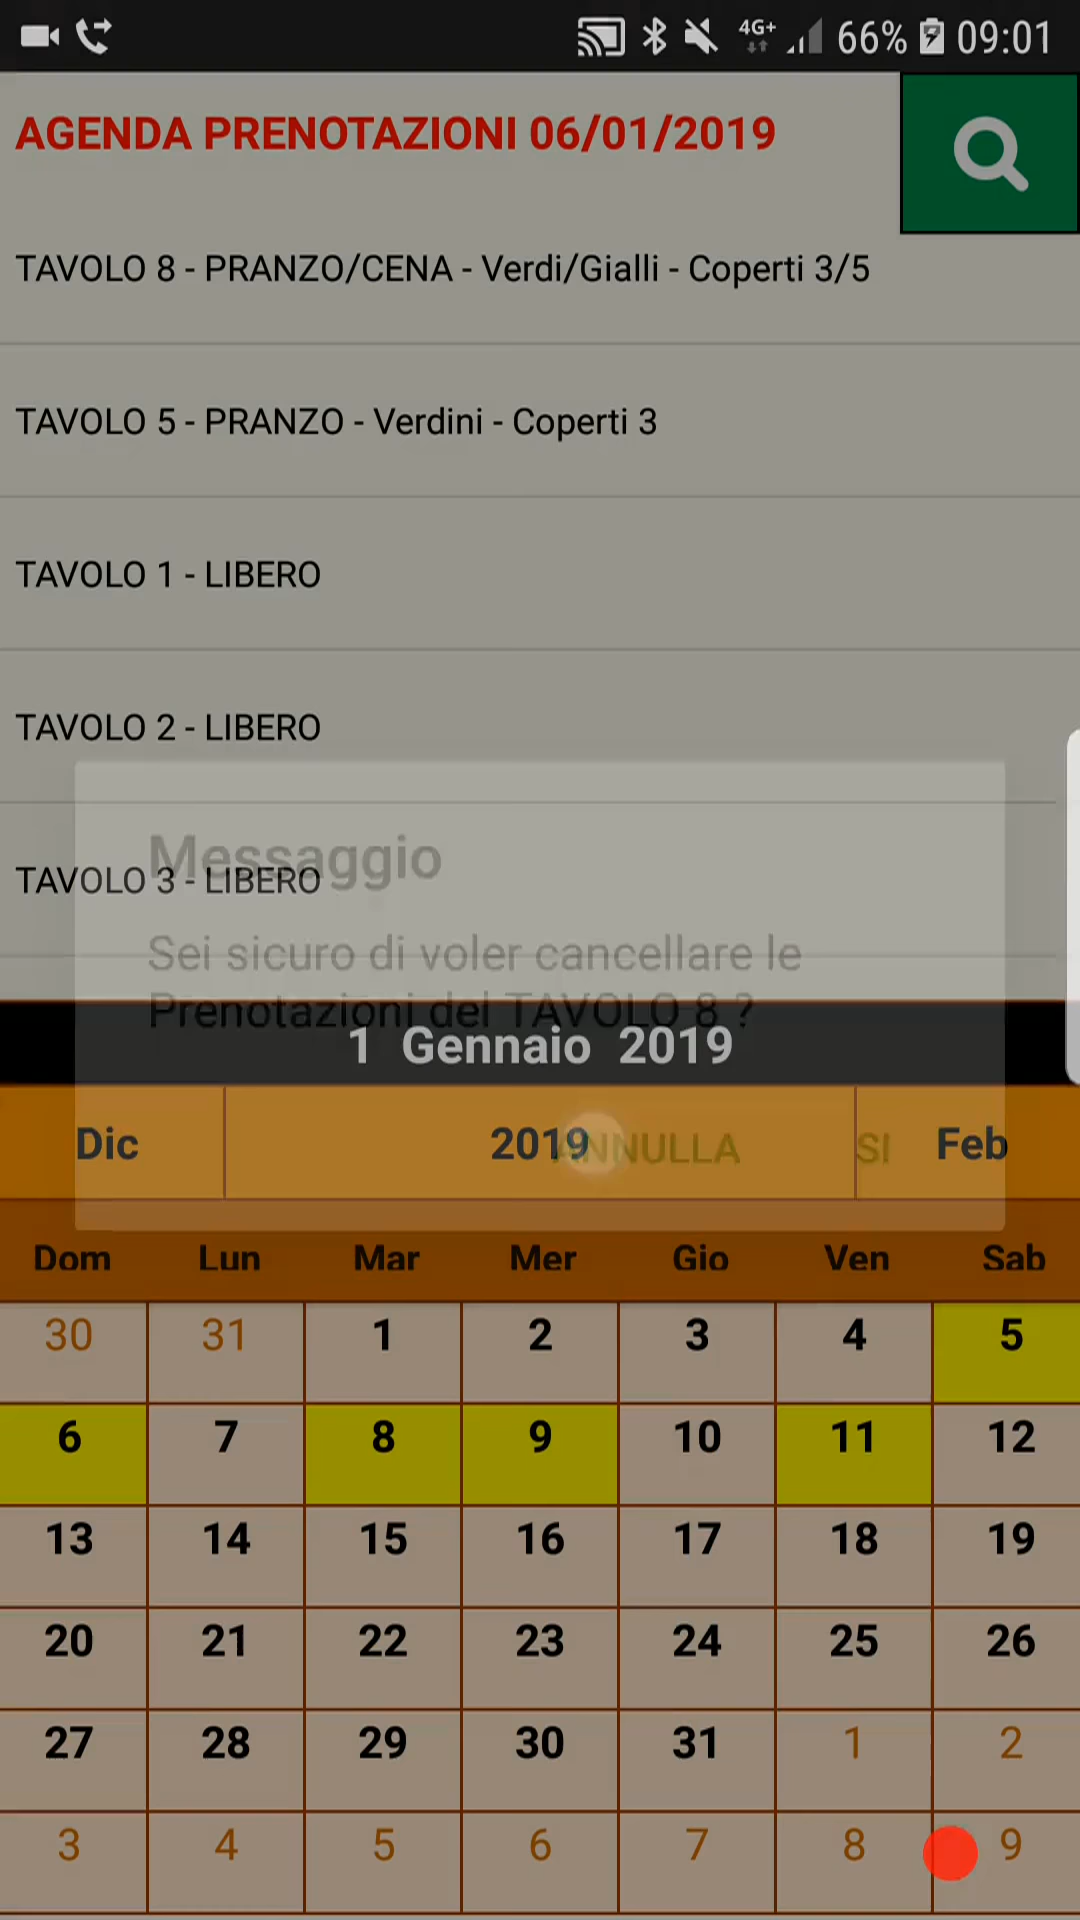 4G+ 66% 09:01
AGENDA PRENOTAZIONI 06/01/2019
TAVOLO 8 - PRANZO/CENA - Verdi/Gialli - Coperti 3/5
TAVOLO 5 - PRANZO - Verdini - Coperti 3
TAVOLO 1 - LIBERO
TAVOLO 2 - LIBERO
Messaggio
TAVOLO 3 - LIBERO
Sei sicuro di voler cancellare le
Prenotazioni del TAVOLO 8 ?
1 Gennaio 2019
Dic 2019 Feb
ANNULLA SI
Dom Lun Mar Mer Gio Ven Sab
30 31 1 2 3 4 5
6 7 8 9 10 11 12
13 14 15 16 17 18 19
20 21 22 23 24 25 26
27 28 29 30 31 1 2
3 4 5 6 7 8 9